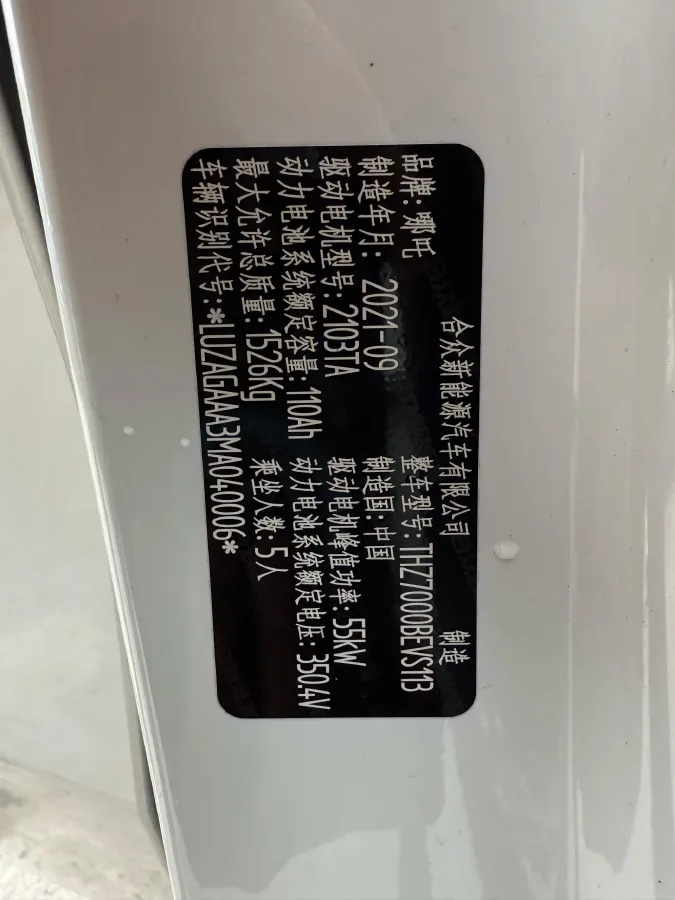 合众新能源汽车有限公司 制造
品牌: 哪吒 整车型号: THZ7000BEVS113
制造年月: 2021-09 制造国: 中国
驱动电机型号: 2103TA 驱动电机峰值功率: 55kW
动力电池系统额定容量: 110Ah 动力电池系统额定电压: 350.4V
最大允许总质量: 1526Kg 乘坐人数: 5人
车辆识别代号: *LUZAGAAA3MA040006*